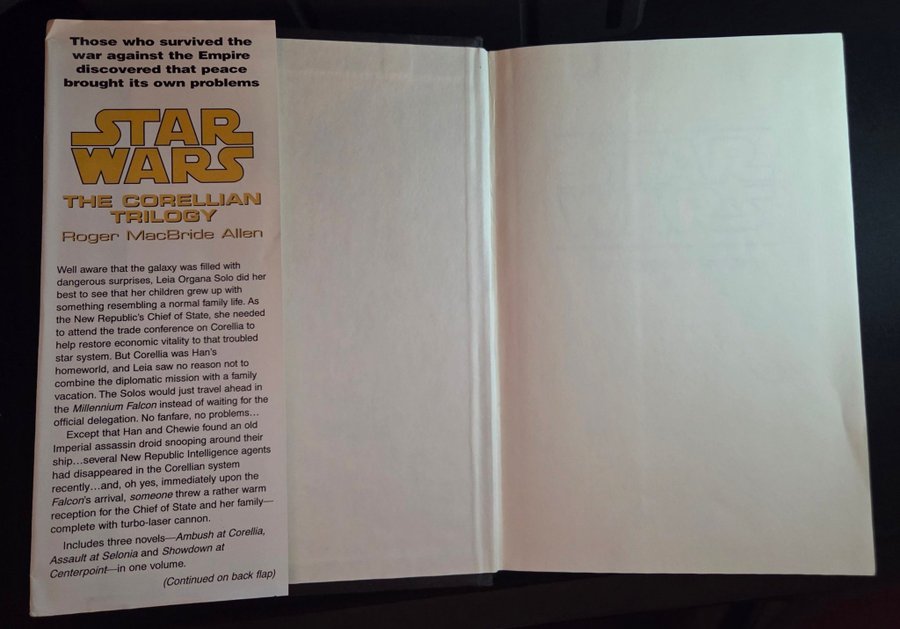 Those who survived the
war against the Empire
discovered that peace
brought its own problems
STAR
WARS
THE CORELLIAN
TRILOGY
Roger MacBride Allen
Well aware that the galaxy was filled with
dangerous surprises, Leia Organa Solo did her
best to see that her children grew up with
something resembling a normal family life. As
the New Republic's Chief of State, she needed
to attend the trade conference on Corellia to
help restore economic vitality to that troubled
star system. But Corellia was Han's
homeworld, and Leia saw no reason not to
combine the diplomatic mission with a family
vacation. The Solos would just travel ahead in
the Millennium Falcon instead of waiting for the
official delegation. No fanfare, no problems…
Except that Han and Chewie found an old
Imperial assassin droid snooping around their
ship…several New Republic Intelligence agents
had disappeared in the Corellian system
recently…and, oh yes, immediately upon the
Falcon's arrival, someone threw a rather warm
reception for the Chief of State and her family—
complete with turbo-laser cannon.
Includes three novels—Ambush at Corellia,
Assault at Selonia and Showdown at
Centerpoint—in one volume.
(Continued on back flap)